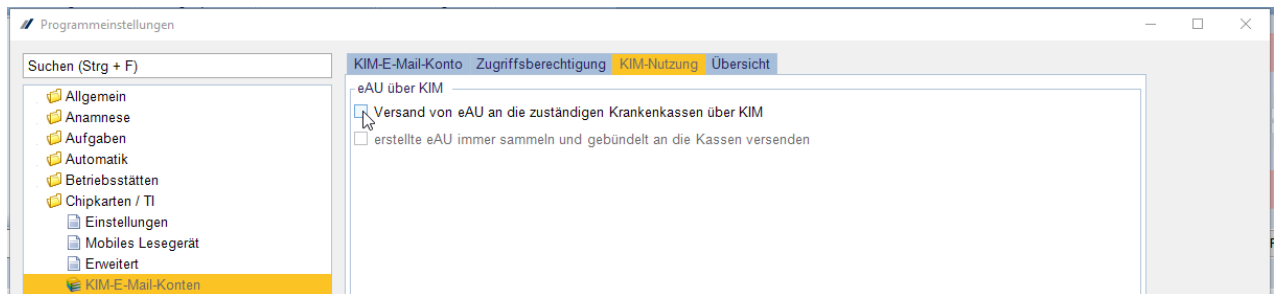 Programmeinstellungen
Suchen (Strg + F)
Allgemein
Anamnese
Aufgaben
Automatik
Betriebsstätten
Chipkarten / TI
Einstellungen
Mobiles Lesegerät
Erweitert
KIM-E-Mail-Konten
KIM-E-Mail-Konto Zugriffsberechtigung KIM-Nutzung Übersicht
eAU über KIM
Versand von eAU an die zuständigen Krankenkassen über KIM
erstellte eAU immer sammeln und gebündelt an die Kassen versenden